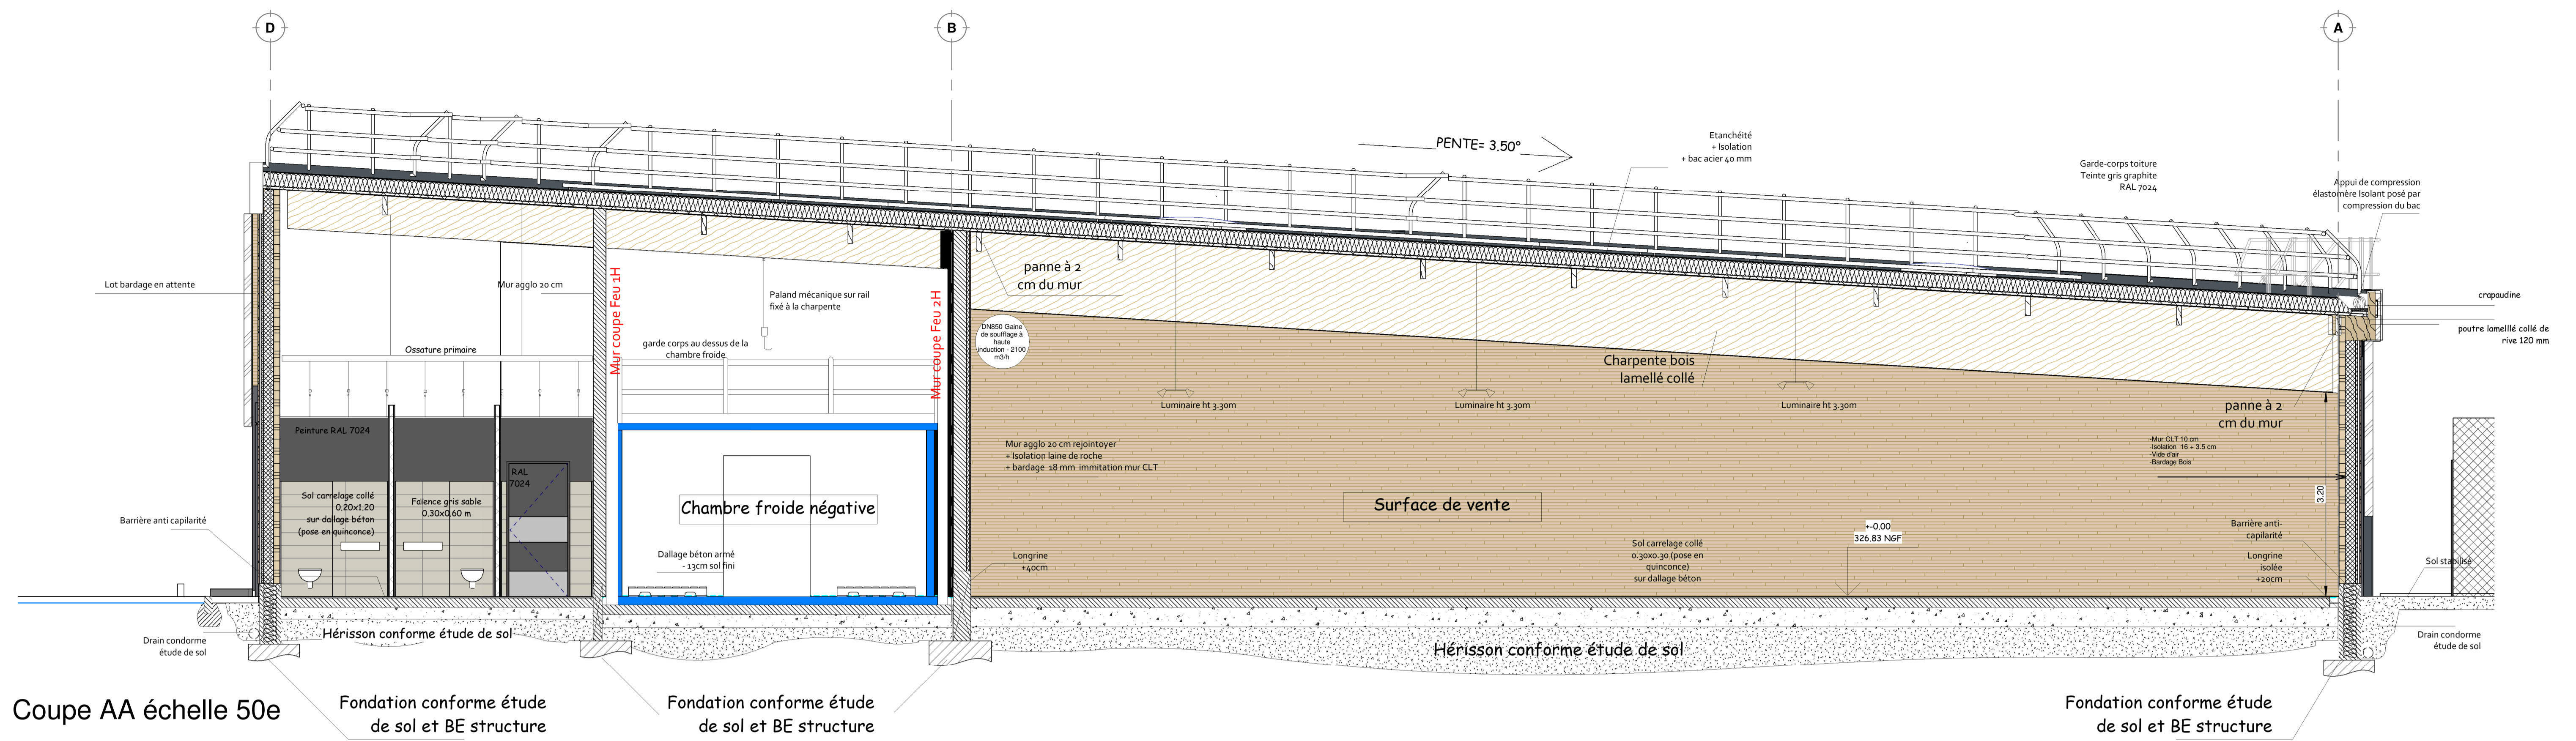 D
B
A
PENTE= 3.50°
Etanchéité
+ Isolation
+ bac acier 40 mm
Garde-corps toiture
Teinte gris graphite
RAL 7024
Appui de compression
élastomère Isolant posé par
compression du bac
Lot bardage en attente
Mur agglo 20 cm
Mur coupe Feu 1H
Paland mécanique sur rail
fixé à la charpente
Mur coupe Feu 2H
panne à 2
cm du mur
crapaudine
poutre lamelllé collé de
rive 120 mm
DN850 Gaine
de soufflage à
haute
induction - 2100
m3/h
Ossature primaire
garde corps au dessus de la
chambre froide
Charpente bois
lamellé collé
Luminaire ht 3.30m
Luminaire ht 3.30m
Luminaire ht 3.30m
panne à 2
cm du mur
Peinture RAL 7024
Mur agglo 20 cm rejointoyer
+ Isolation laine de roche
+ bardage 18 mm immitation mur CLT
-Mur CLT 10 cm
-Isolation 16 + 3.5 cm
-Vide d'air
-Bardage Bois
RAL
7024
Sol carrelage collé
0.20x1.20
sur dallage béton
(pose en quinconce)
Faïence gris sable
0.30x0.60 m
Chambre froide négative
Surface de vente
3.20
Barrière anti capilarité
+-0.00
326.83 NGF
Barrière anti-
capilarité
Dallage béton armé
- 13cm sol fini
Longrine
+40cm
Sol carrelage collé
0.30x0.30 (pose en
quinconce)
sur dallage béton
Longrine
isolée
+20cm
Sol stabilisé
Drain condorme
étude de sol
Hérisson conforme étude de sol
Hérisson conforme étude de sol
Drain condorme
étude de sol
Coupe AA échelle 50e
Fondation conforme étude
de sol et BE structure
Fondation conforme étude
de sol et BE structure
Fondation conforme étude
de sol et BE structure